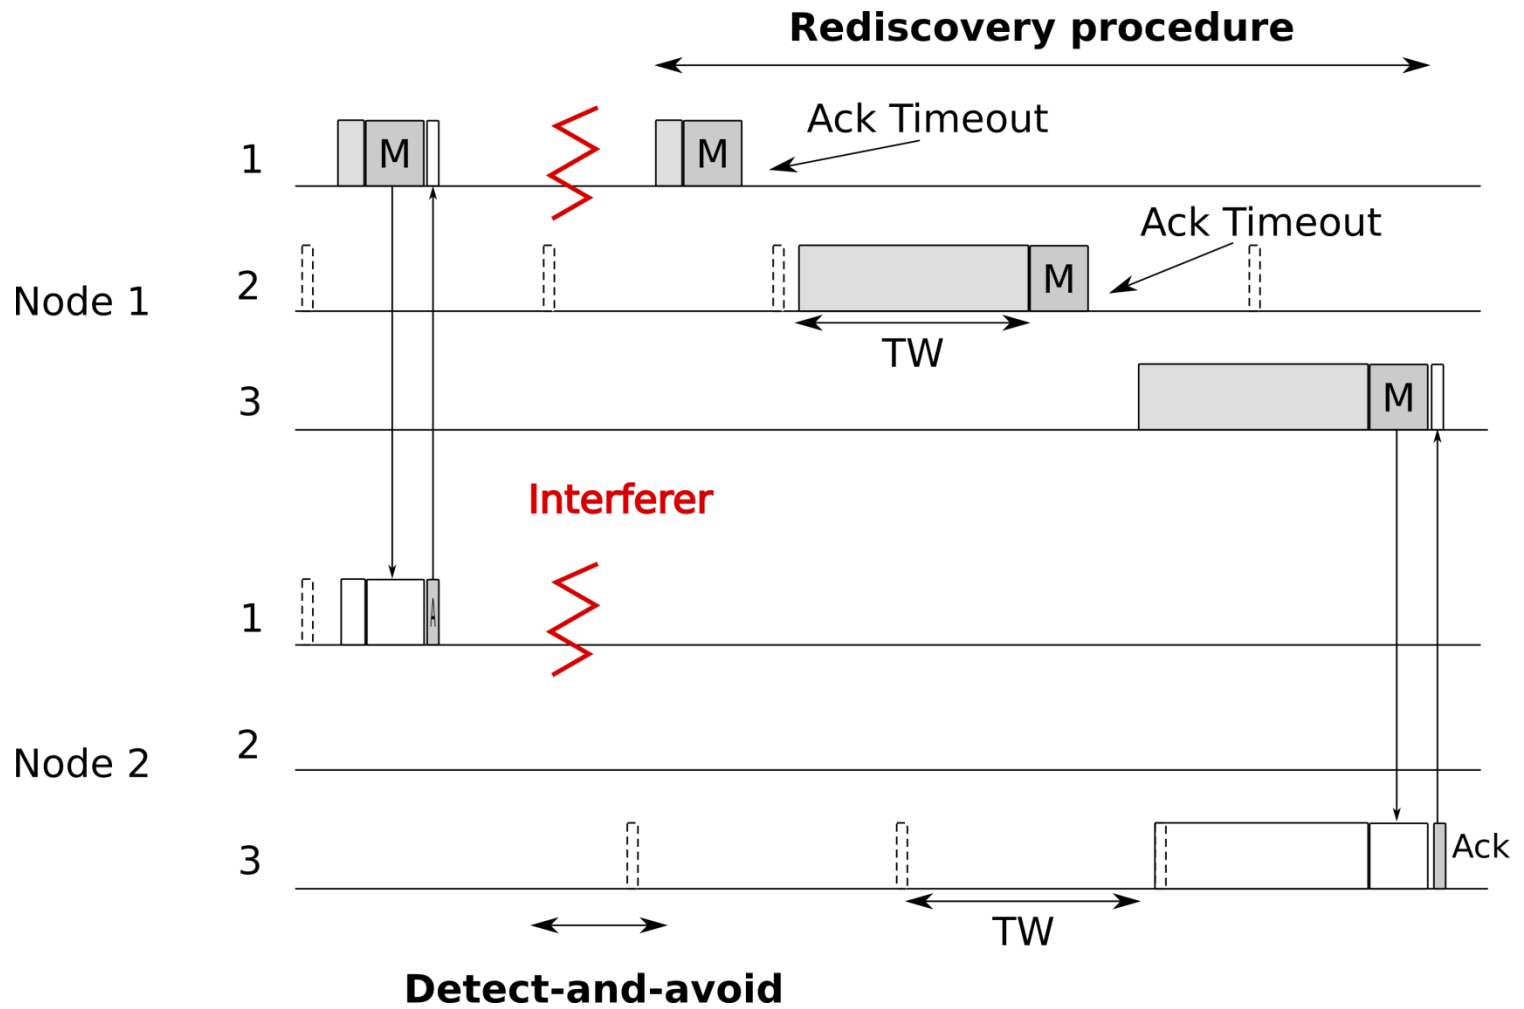 Rediscovery procedure
Ack Timeout
1
M
M
Ack Timeout
Node 1
2
M
TW
3
M
Interferer
1
A
Node 2
2
3
Ack
TW
Detect-and-avoid